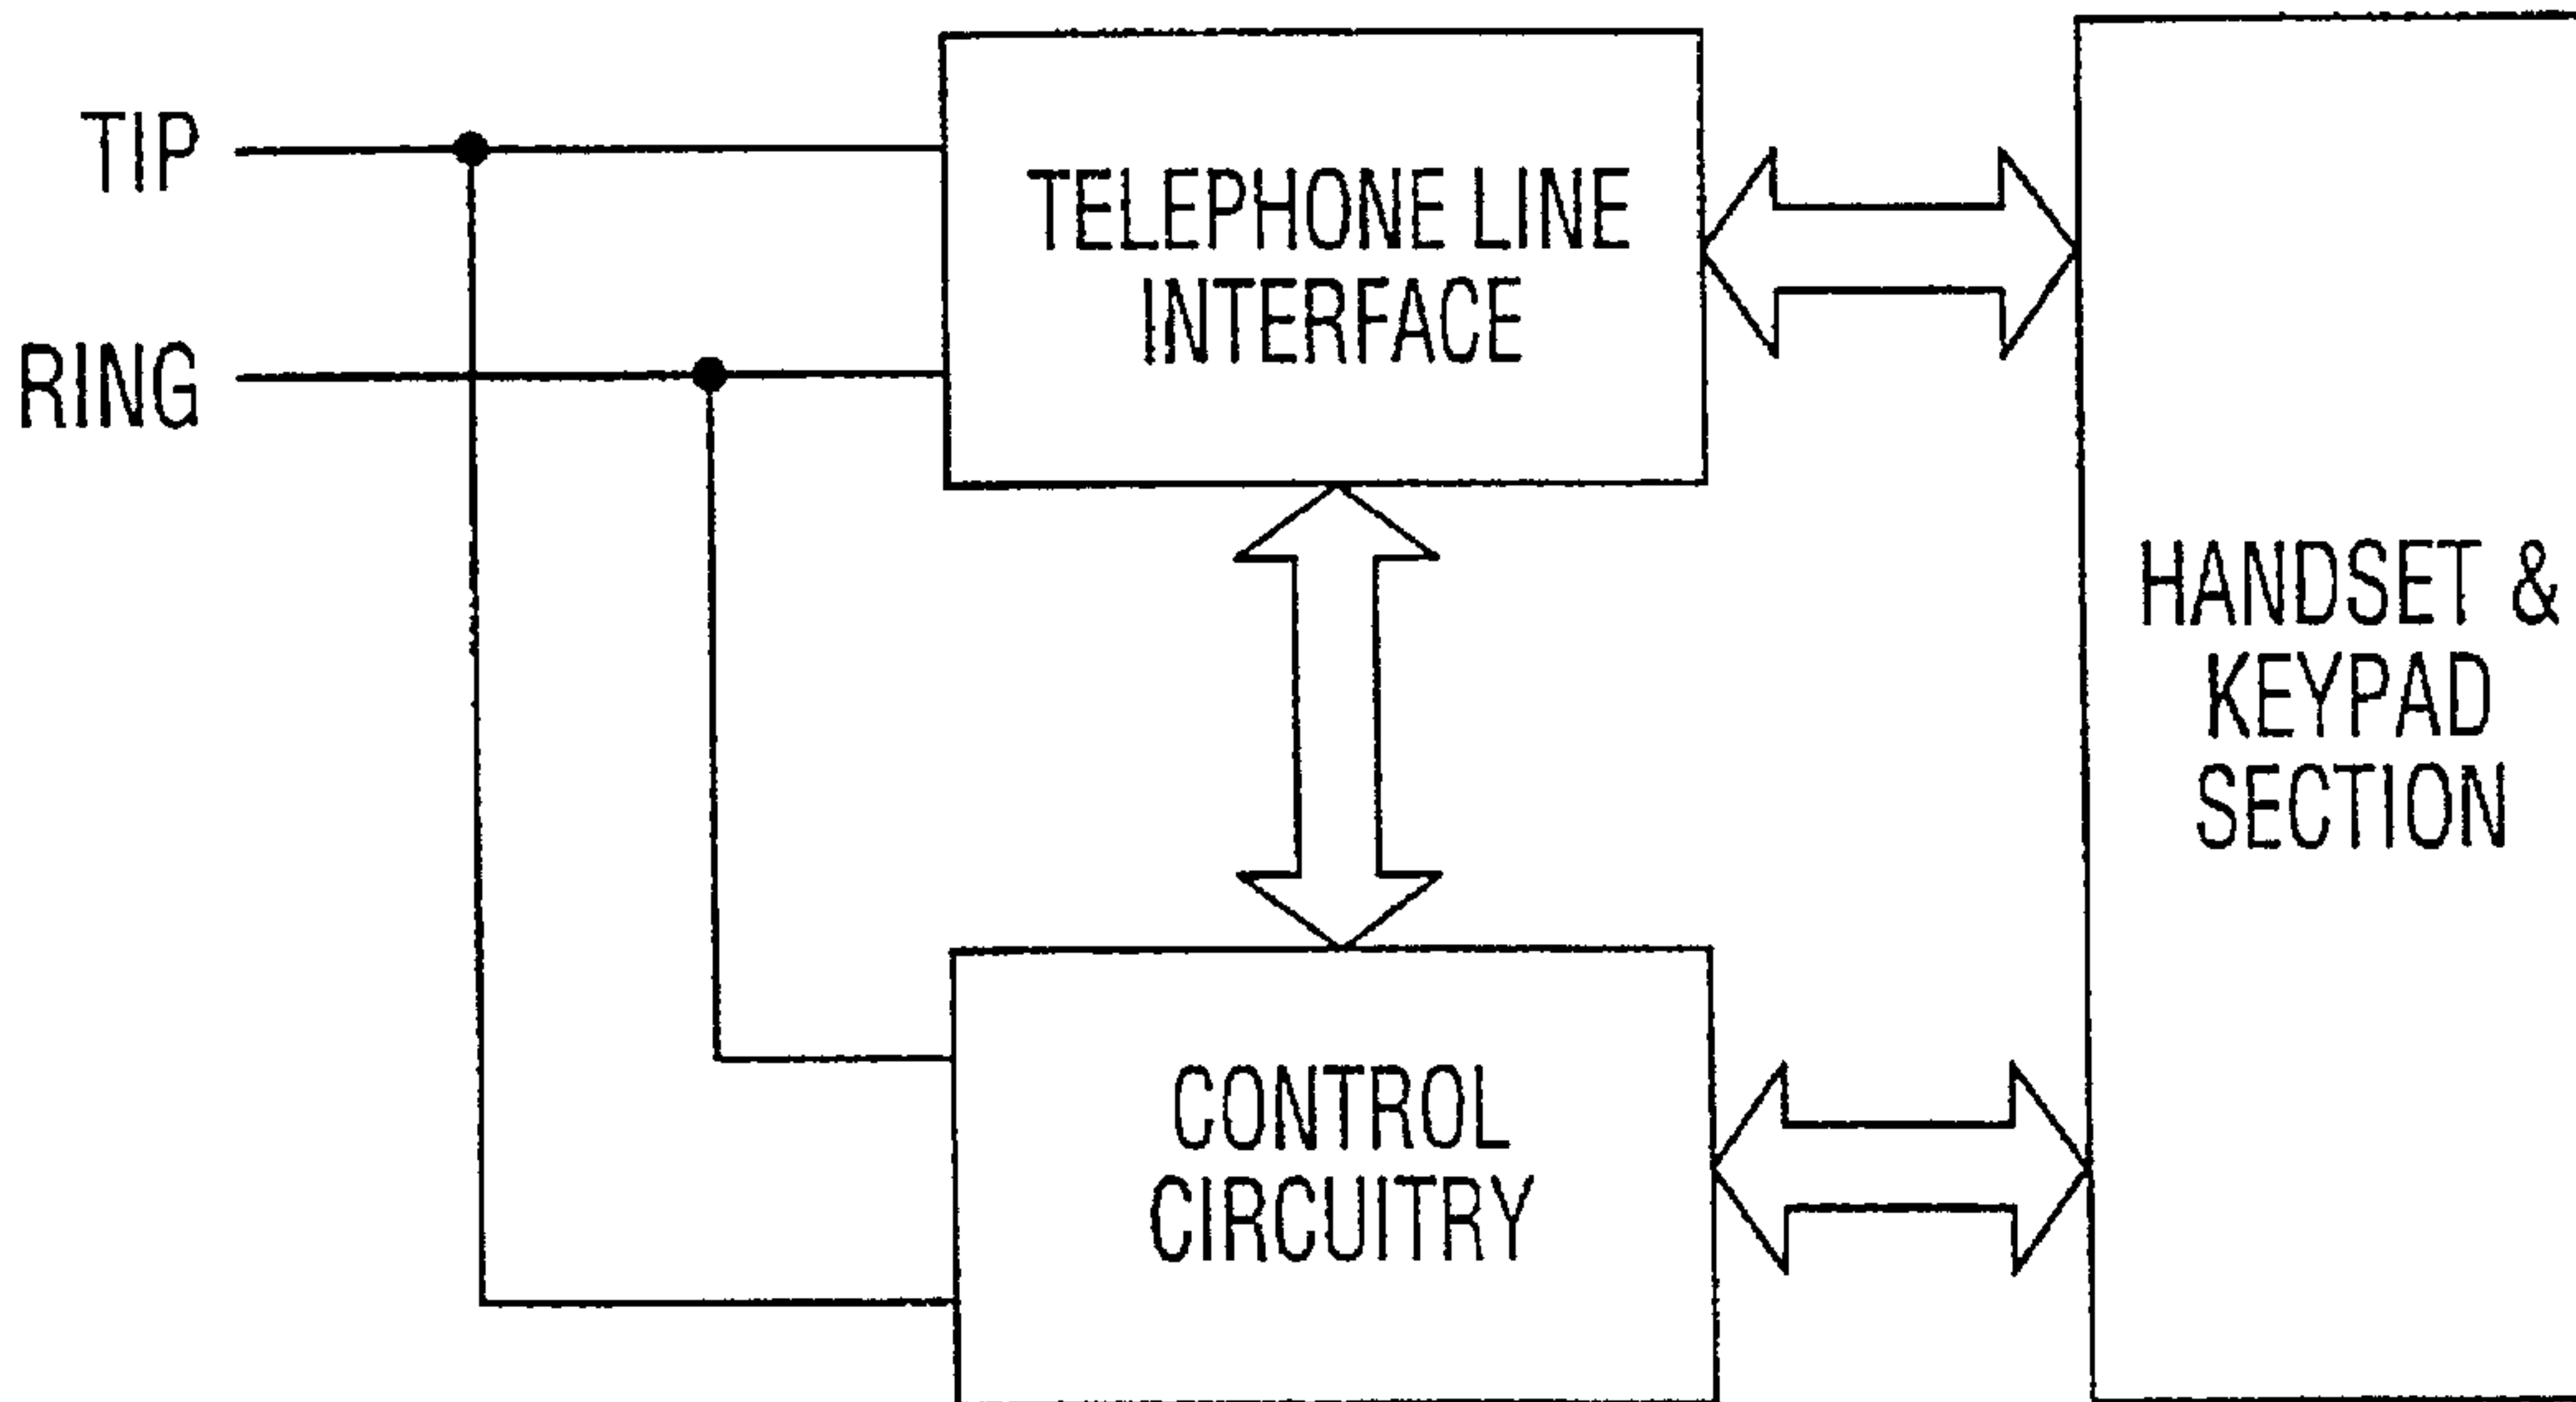 TIP
RING
TELEPHONE LINE
INTERFACE
HANDSET &
KEYPAD
SECTION
CONTROL
CIRCUITRY